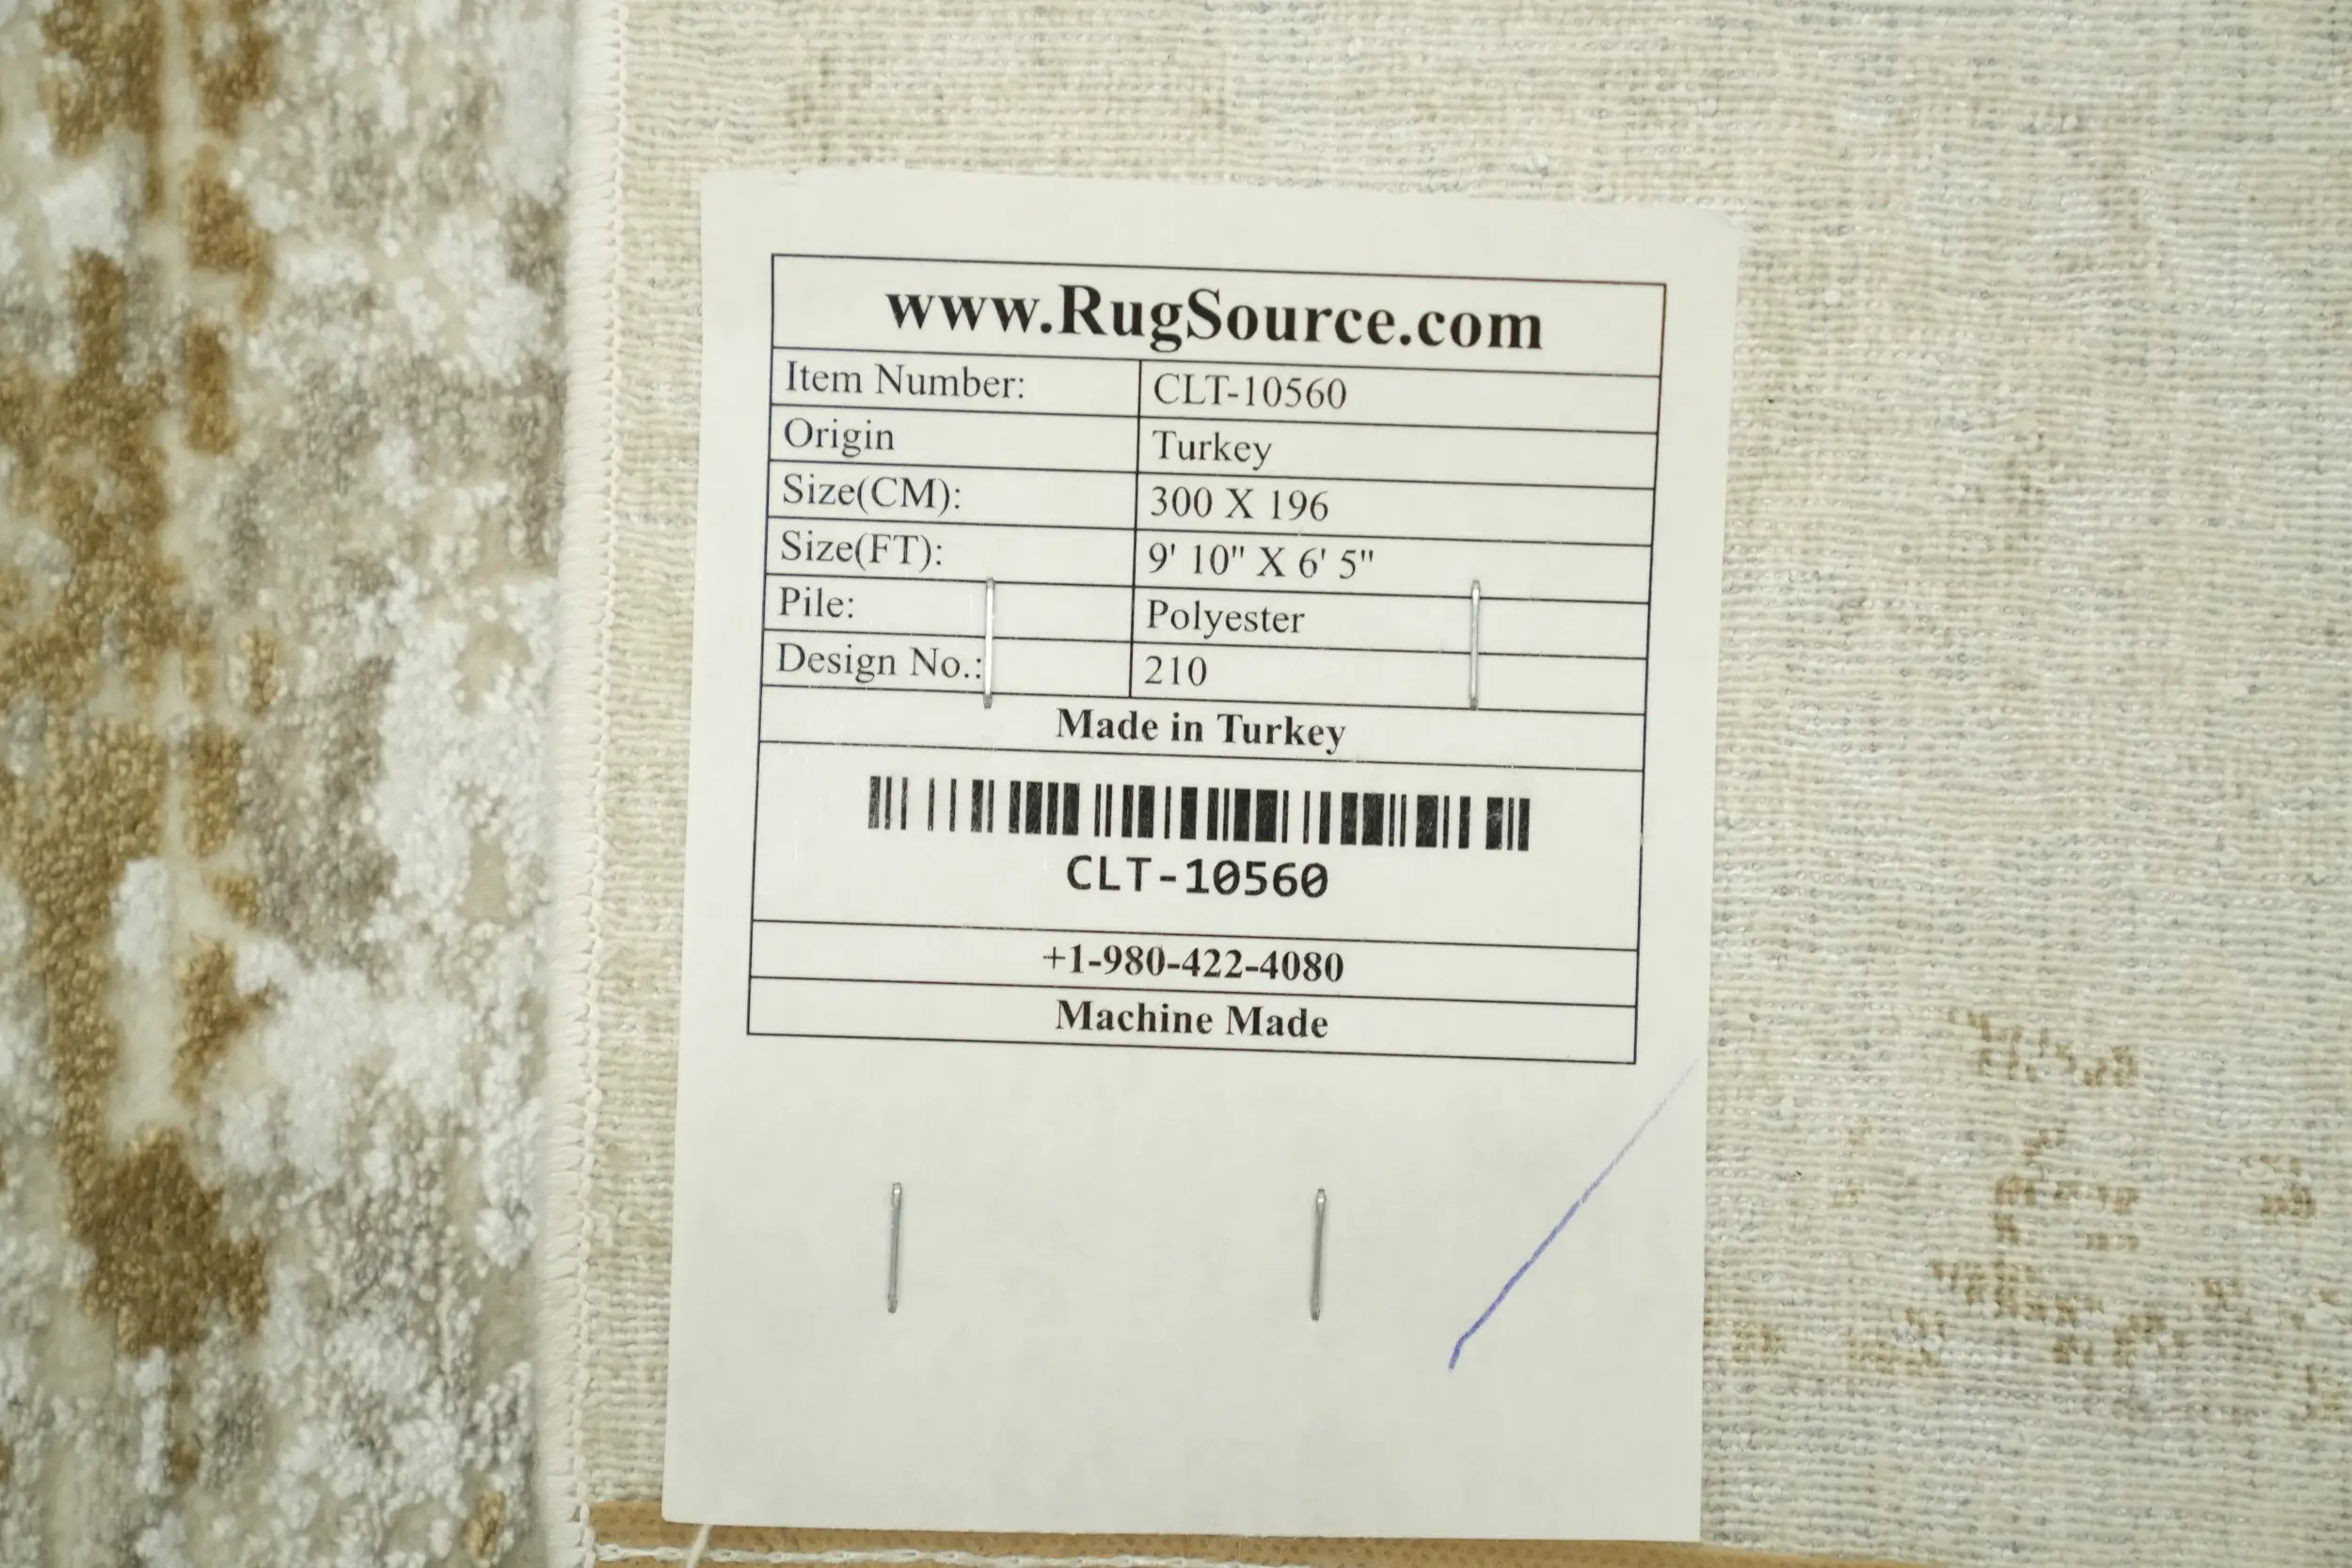 www.RugSource.com
Item Number: CLT-10560
Origin Turkey
Size(CM): 300 X 196
Size(FT): 9' 10" X 6' 5"
Pile: Polyester
Design No.: 210
Made in Turkey
CLT-10560
+1-980-422-4080
Machine Made